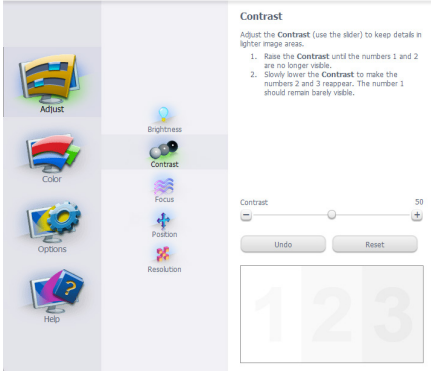 Adjust
Color
Options
Help
Brightness
Contrast
Focus
Position
Resolution
Contrast
Adjust the Contrast (use the slider) to keep details in
lighter image areas.
1. Raise the Contrast until the numbers 1 and 2
are no longer visible.
2. Slowly lower the Contrast to make the
numbers 2 and 3 reappear. The number 1
should remain barely visible.
Contrast 50
Undo Reset
1 2 3